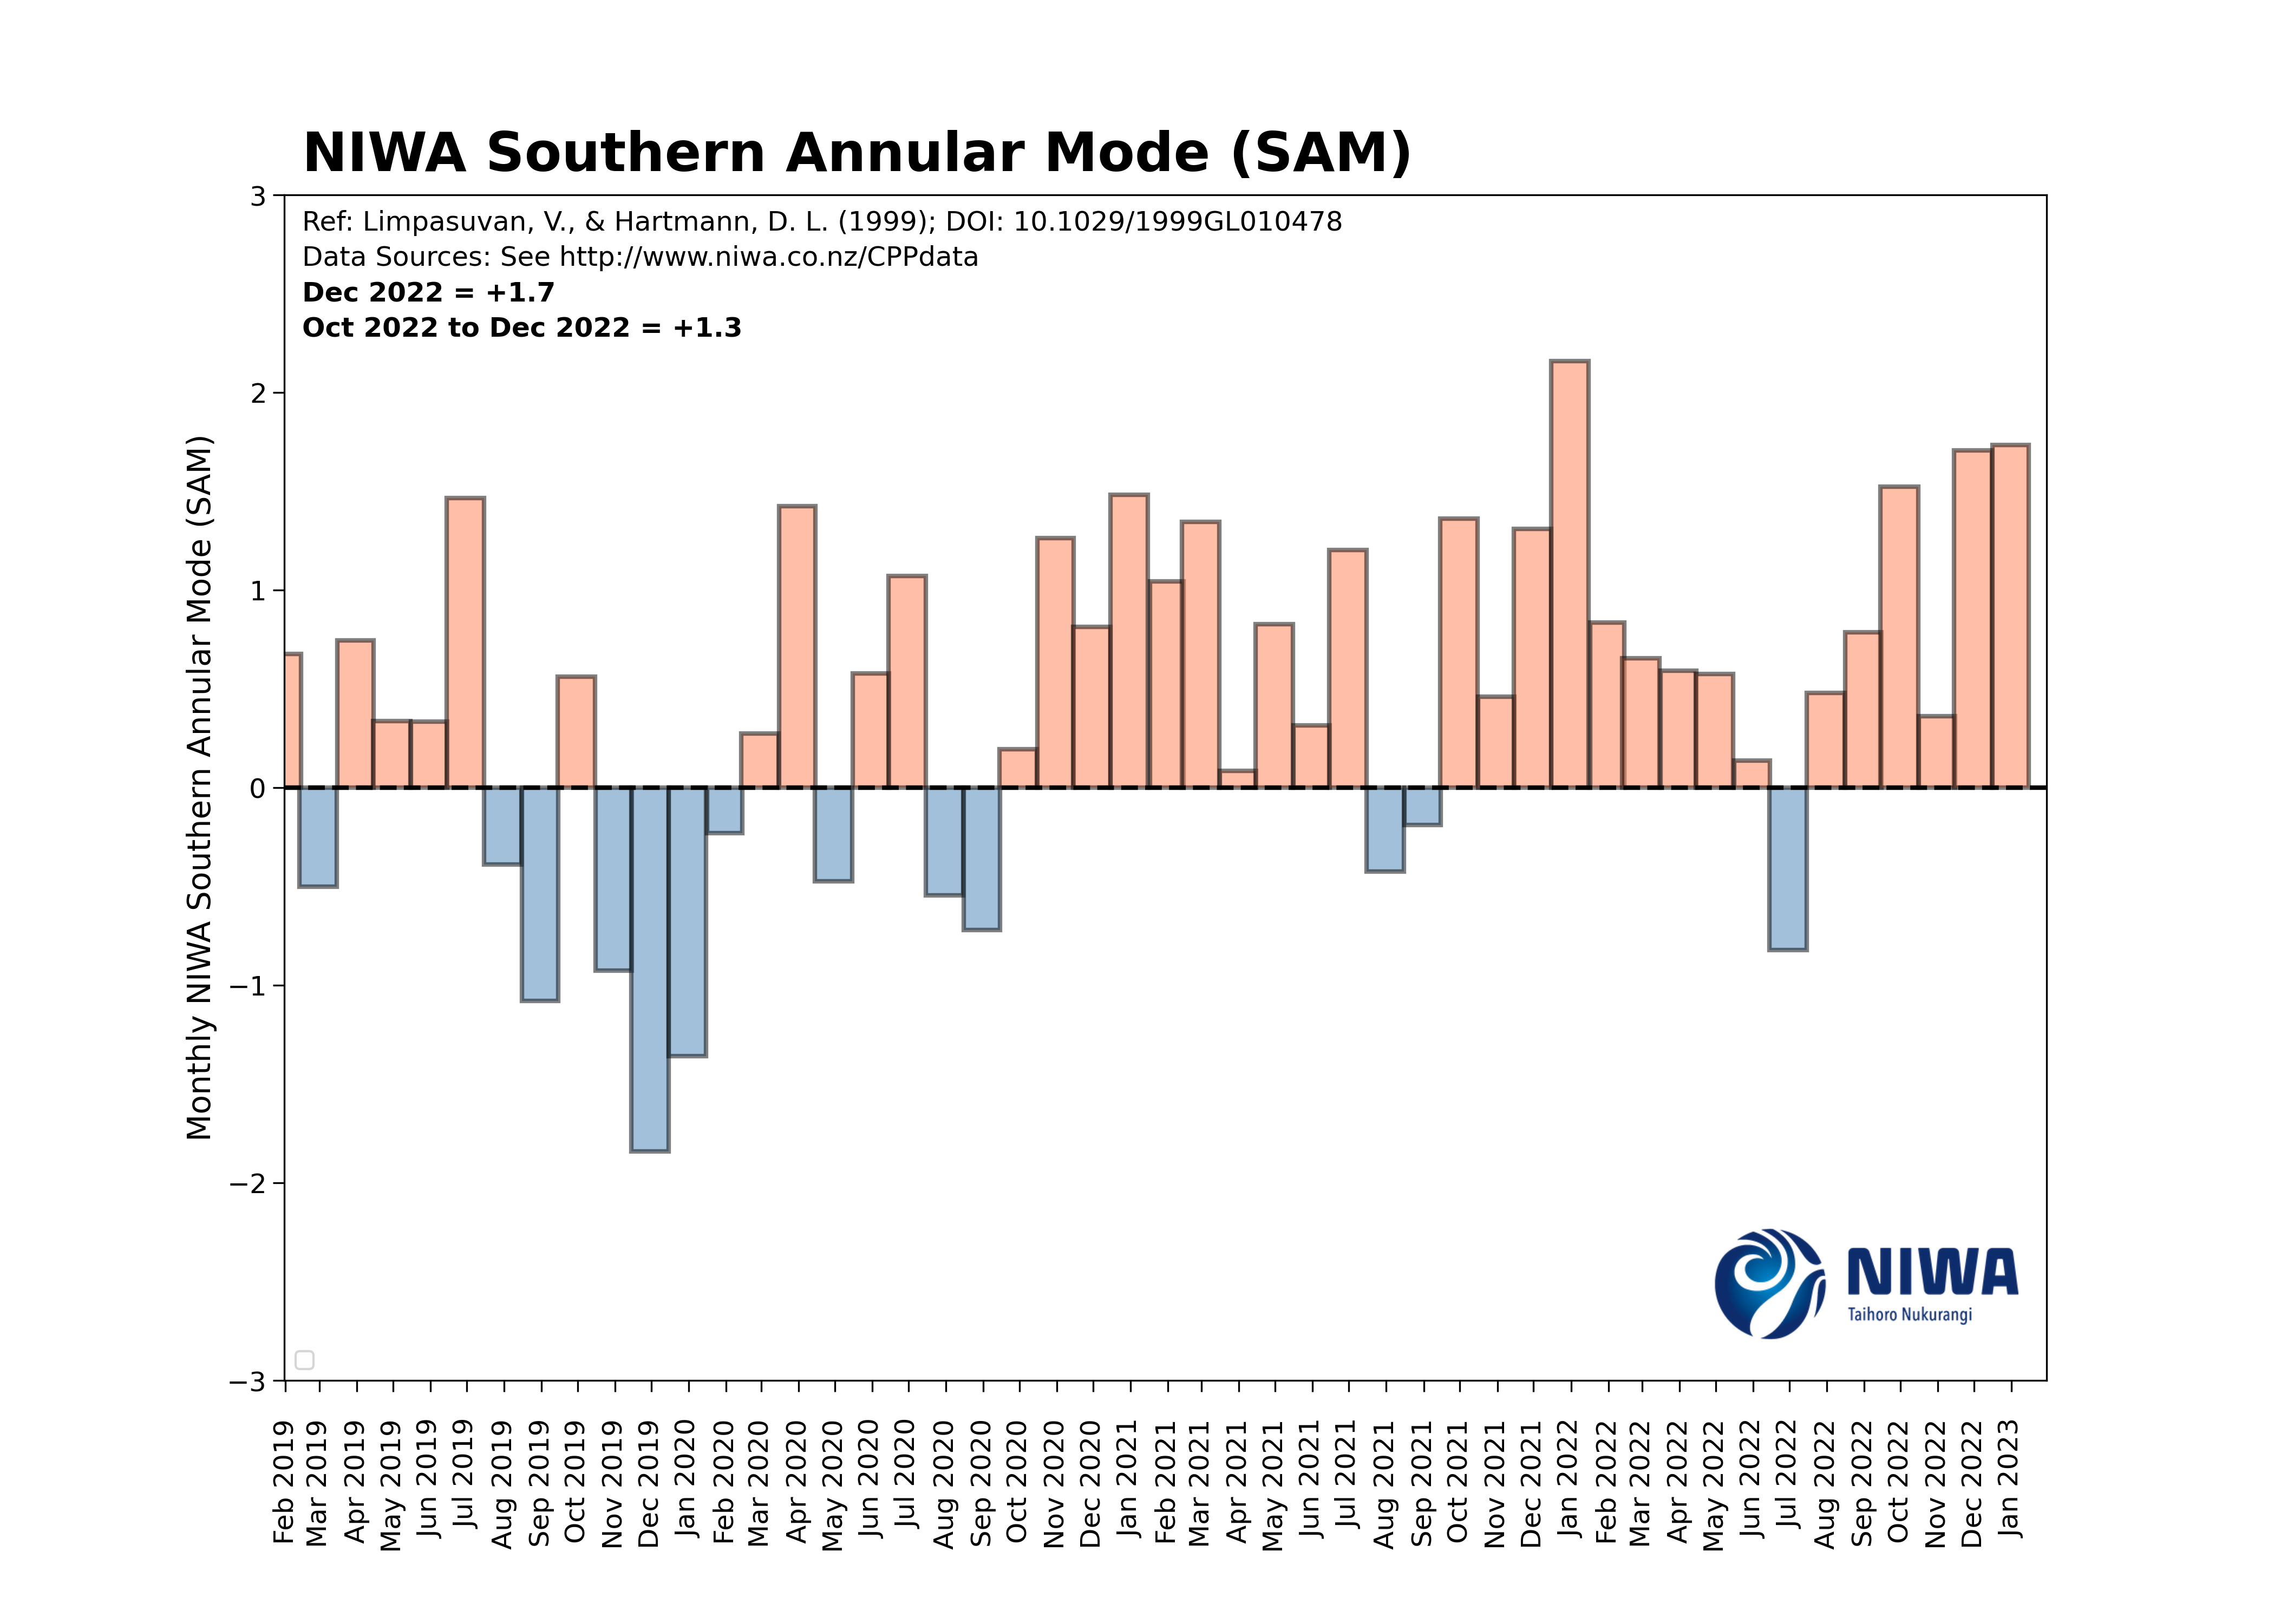 NIWA Southern Annular Mode (SAM)
Ref: Limpasuvan, V., & Hartmann, D. L. (1999); DOI: 10.1029/1999GL010478
Data Sources: See http://www.niwa.co.nz/CPPdata
Dec 2022 = +1.7
Oct 2022 to Dec 2022 = +1.3
Monthly NIWA Southern Annular Mode (SAM)
3
2
1
0
−1
−2
−3
NIWA
Taihoro Nukurangi
Feb 2019
Mar 2019
Apr 2019
May 2019
Jun 2019
Jul 2019
Aug 2019
Sep 2019
Oct 2019
Nov 2019
Dec 2019
Jan 2020
Feb 2020
Mar 2020
Apr 2020
May 2020
Jun 2020
Jul 2020
Aug 2020
Sep 2020
Oct 2020
Nov 2020
Dec 2020
Jan 2021
Feb 2021
Mar 2021
Apr 2021
May 2021
Jun 2021
Jul 2021
Aug 2021
Sep 2021
Oct 2021
Nov 2021
Dec 2021
Jan 2022
Feb 2022
Mar 2022
Apr 2022
May 2022
Jun 2022
Jul 2022
Aug 2022
Sep 2022
Oct 2022
Nov 2022
Dec 2022
Jan 2023